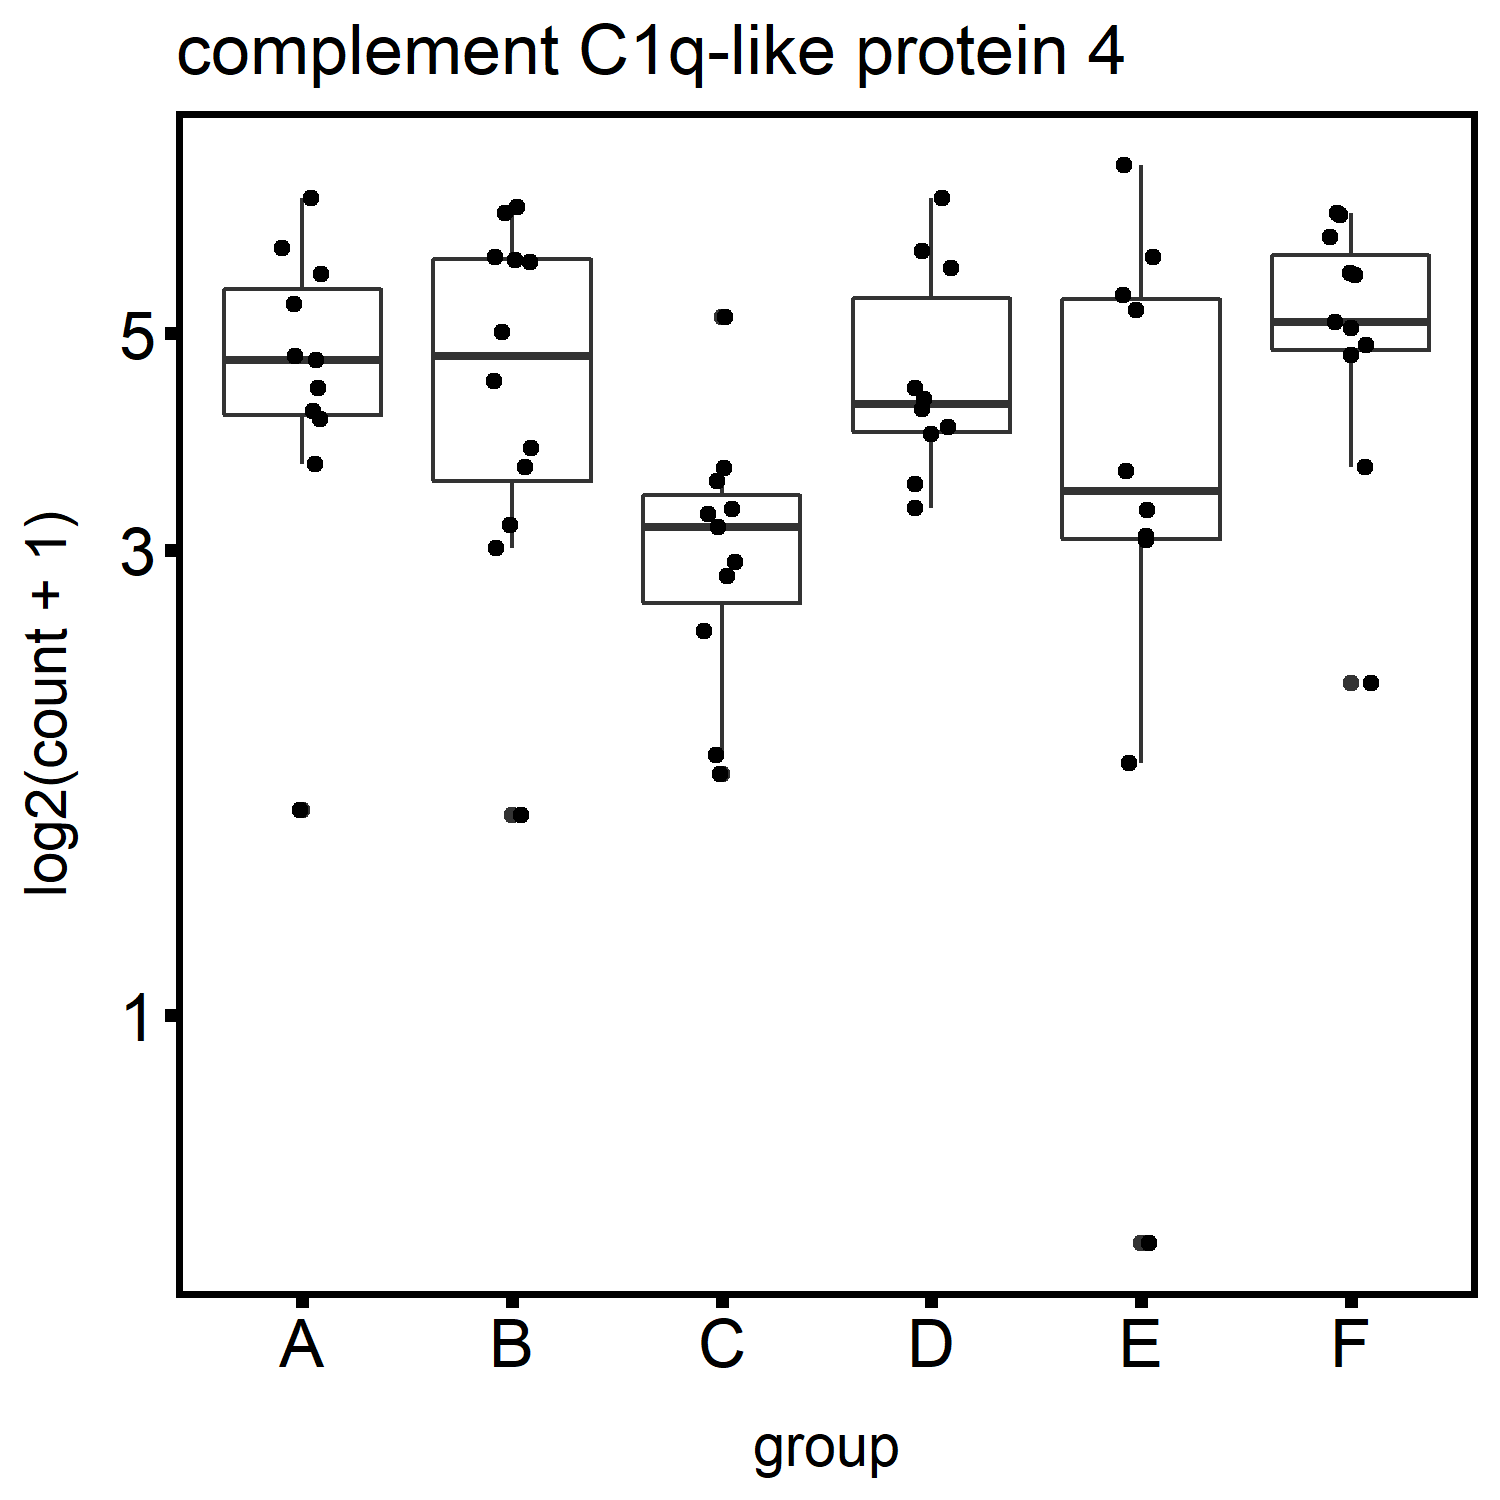 complement C1q-like protein 4
log2(count + 1)
5
3
1
A B C D E F
group